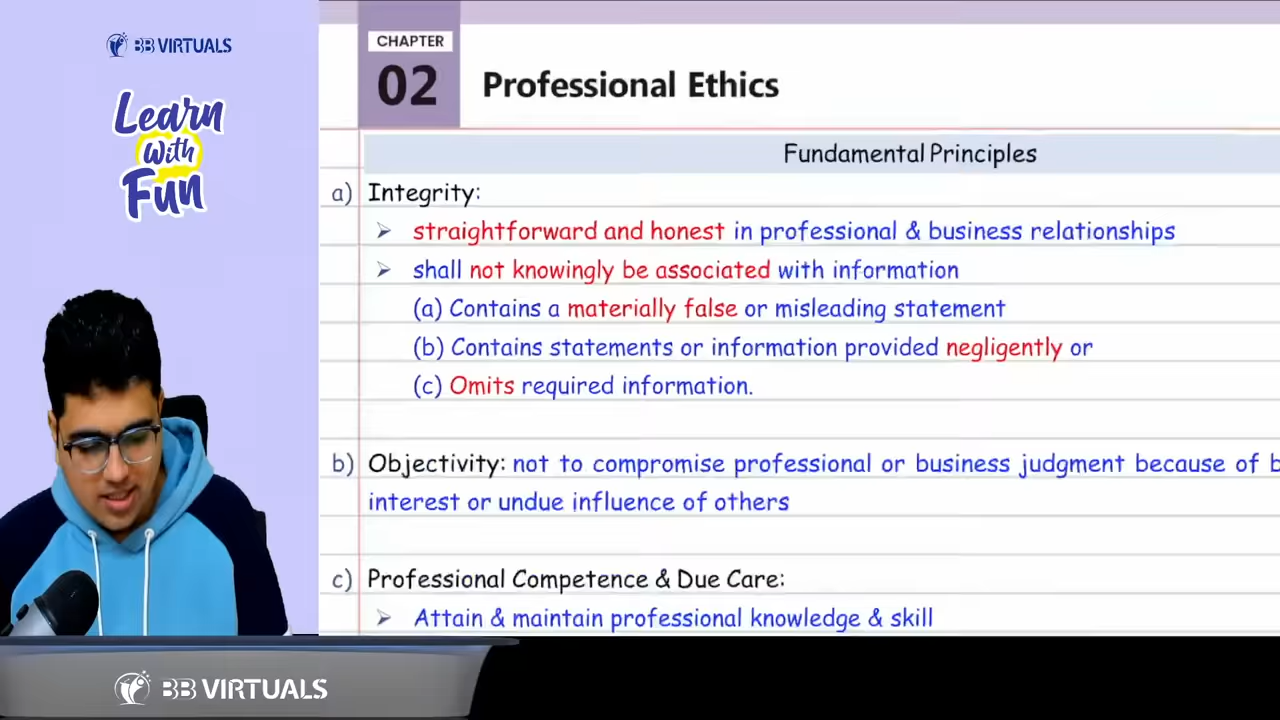 BB VIRTUALS
Learn
With
Fun
CHAPTER
02
Professional Ethics
Fundamental Principles
a) Integrity:
➢ straightforward and honest in professional & business relationships
➢ shall not knowingly be associated with information
(a) Contains a materially false or misleading statement
(b) Contains statements or information provided negligently or
(c) Omits required information.
b) Objectivity: not to compromise professional or business judgment because of
interest or undue influence of others
c) Professional Competence & Due Care:
➢ Attain & maintain professional knowledge & skill
BB VIRTUALS